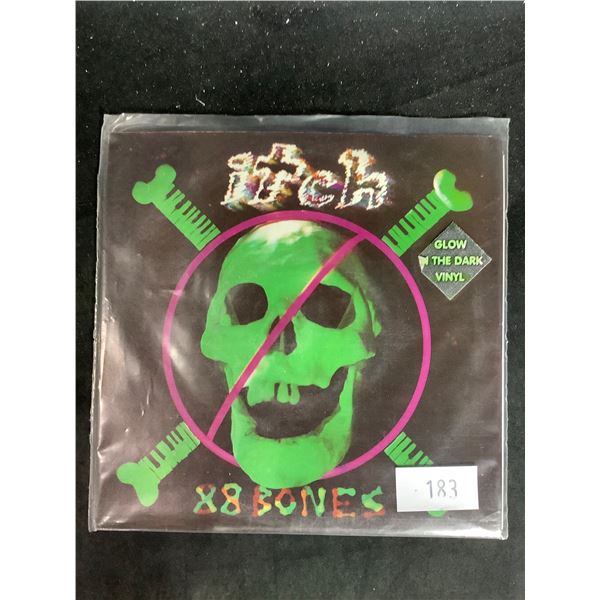 itch
GLOW
IN THE DARK
VINYL
88 BONES
183